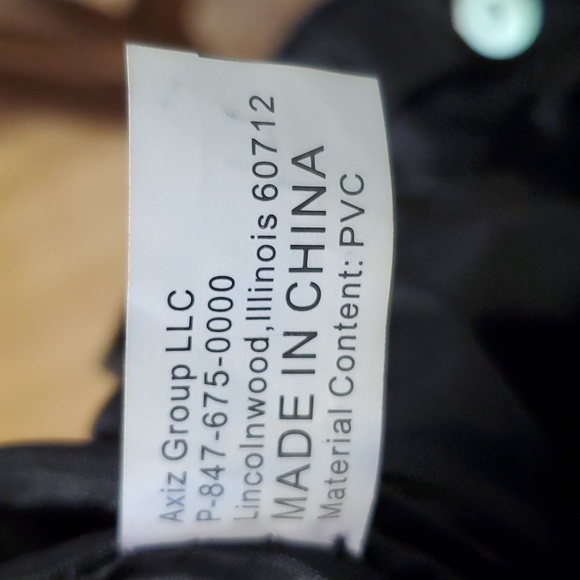 Axiz Group LLC
P-847-675-0000
Lincolnwood,Illinois 60712
MADE IN CHINA
Material Content: PVC